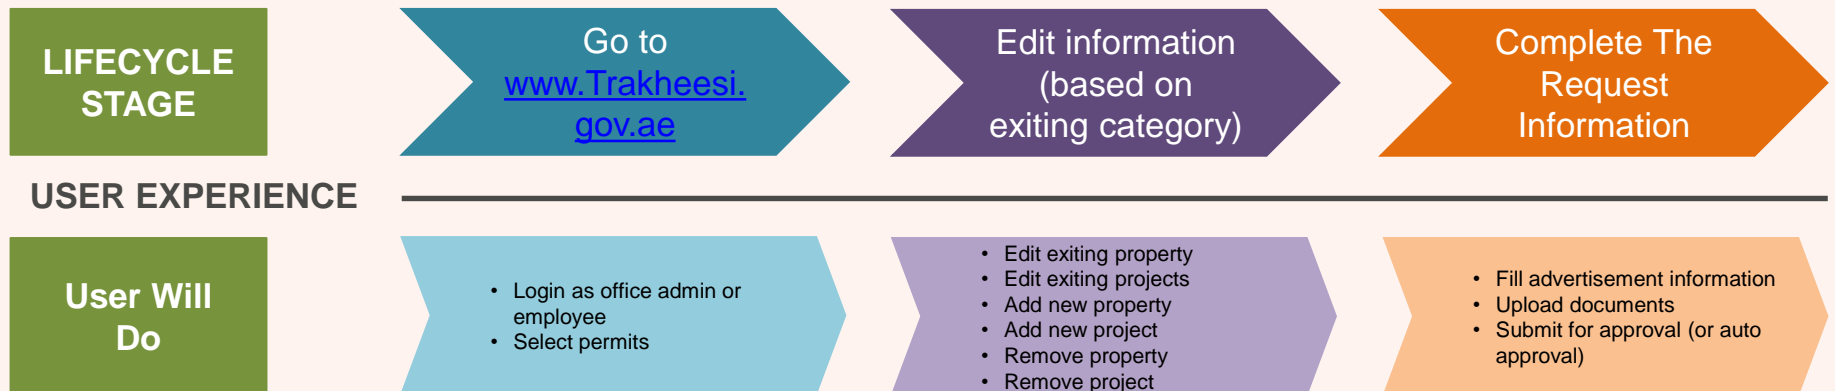 LIFECYCLE
STAGE
Go to
www.Trakheesi.
gov.ae
Edit information
(based on
exiting category)
Complete The
Request
Information
USER EXPERIENCE
User Will
Do
• Login as office admin or
employee
• Select permits
• Edit exiting property
• Edit exiting projects
• Add new property
• Add new project
• Remove property
• Remove project
• Fill advertisement information
• Upload documents
• Submit for approval (or auto
approval)